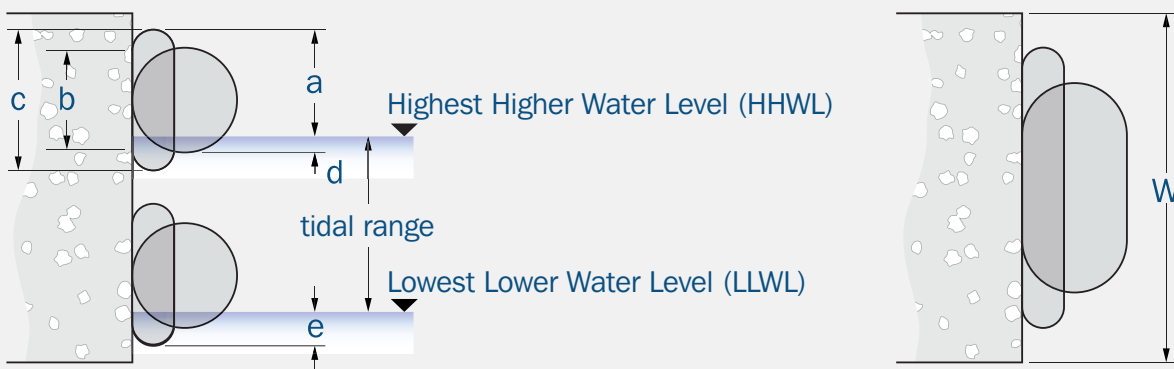 c
b
a
Highest Higher Water Level (HHWL)
d
tidal range
Lowest Lower Water Level (LLWL)
e
W